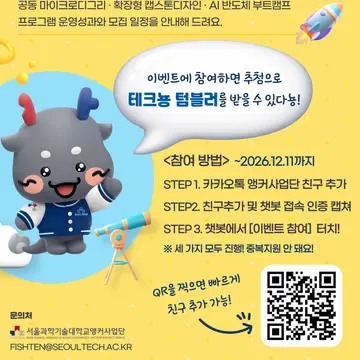 공동 마이크로디그리 · 확장형 캡스톤디자인 · AI 반도체 부트캠프
프로그램 운영성과와 모집 일정을 안내해 드려요.
이벤트에 참여하면 추첨으로
테크뇽 텀블러를 받을 수 있다뇽!
<참여 방법> ~2026.12.11까지
STEP 1. 카카오톡 앵커사업단 친구 추가
STEP2. 친구추가 및 챗봇 접속 인증 캡쳐
STEP 3. 챗봇에서 [이벤트 참여] 터치!
※ 세 가지 모두 진행! 중복지원 안 돼요!
QR을 찍으면 빠르게
친구 추가 가능!
문의처
서울과학기술대학교앵커사업단
FISHTEN@SEOULTECH.AC.KR